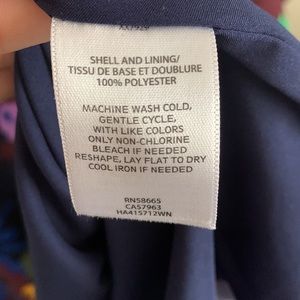 SHELL AND LINING/
TISSU DE BASE ET DOUBLURE
100% POLYESTER
MACHINE WASH COLD,
GENTLE CYCLE,
WITH LIKE COLORS
ONLY NON-CHLORINE
BLEACH IF NEEDED
RESHAPE, LAY FLAT TO DRY
COOL IRON IF NEEDED
RN58665
CA57963
HA415712WN